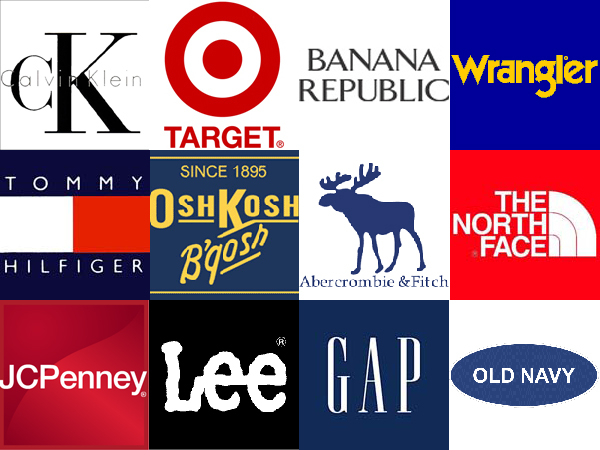 CK
Calvin Klein
TARGET®
BANANA
REPUBLIC
Wrangler
TOMMY
HILFIGER
SINCE 1895
OSHKOSH
B'gosh
Abercrombie & Fitch
THE
NORTH
FACE
®
JCPenney®
Lee®
GAP
OLD NAVY